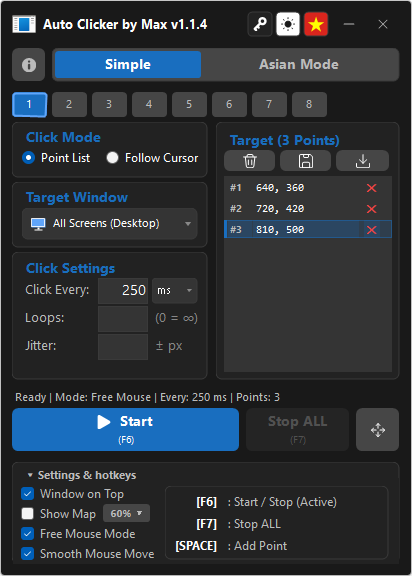 Auto Clicker by Max v1.1.4
Simple
Asian Mode
1 2 3 4 5 6 7 8
Click Mode
Point List
Follow Cursor
Target Window
All Screens (Desktop)
Click Settings
Click Every: 250 ms
Loops: (0 = ∞)
Jitter: ± px
Target (3 Points)
#1 640, 360
#2 720, 420
#3 810, 500
Ready | Mode: Free Mouse | Every: 250 ms | Points: 3
Start
(F6)
Stop ALL
(F7)
Settings & hotkeys
Window on Top
Show Map 60%
Free Mouse Mode
Smooth Mouse Move
[F6] : Start / Stop (Active)
[F7] : Stop ALL
[SPACE] : Add Point